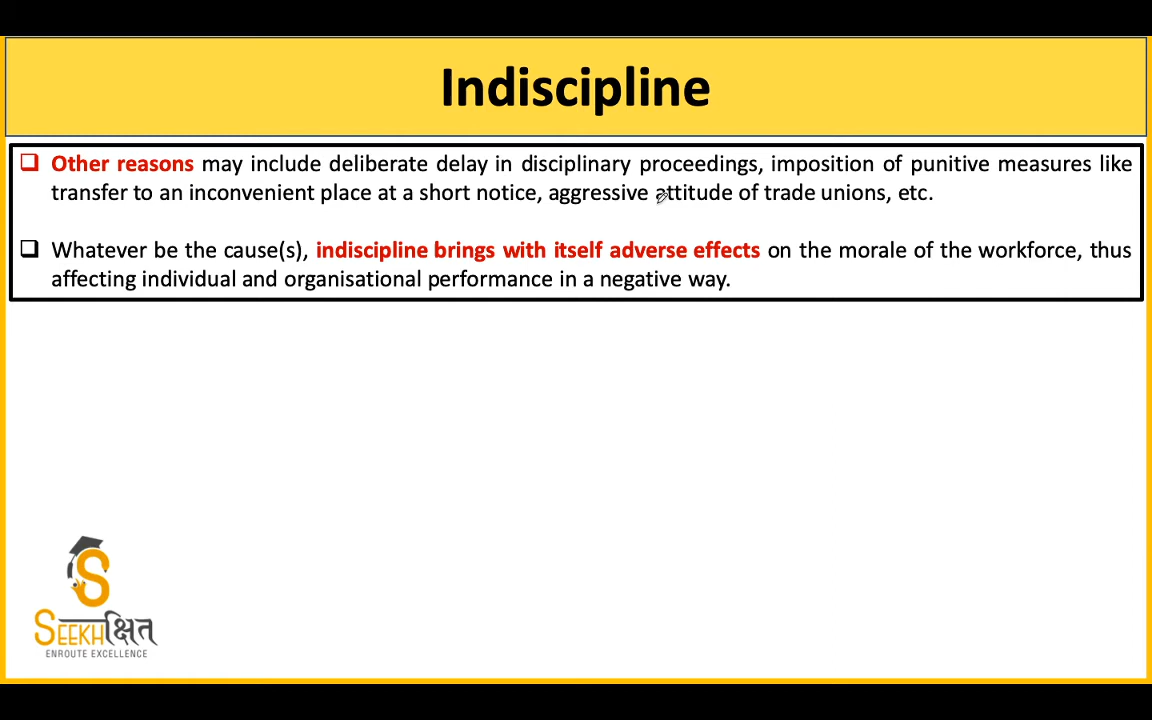 Indiscipline
Other reasons may include deliberate delay in disciplinary proceedings, imposition of punitive measures like
transfer to an inconvenient place at a short notice, aggressive attitude of trade unions, etc.
Whatever be the cause(s), indiscipline brings with itself adverse effects on the morale of the workforce, thus
affecting individual and organisational performance in a negative way.
S
SEEKHक्षित
ENROUTE EXCELLENCE